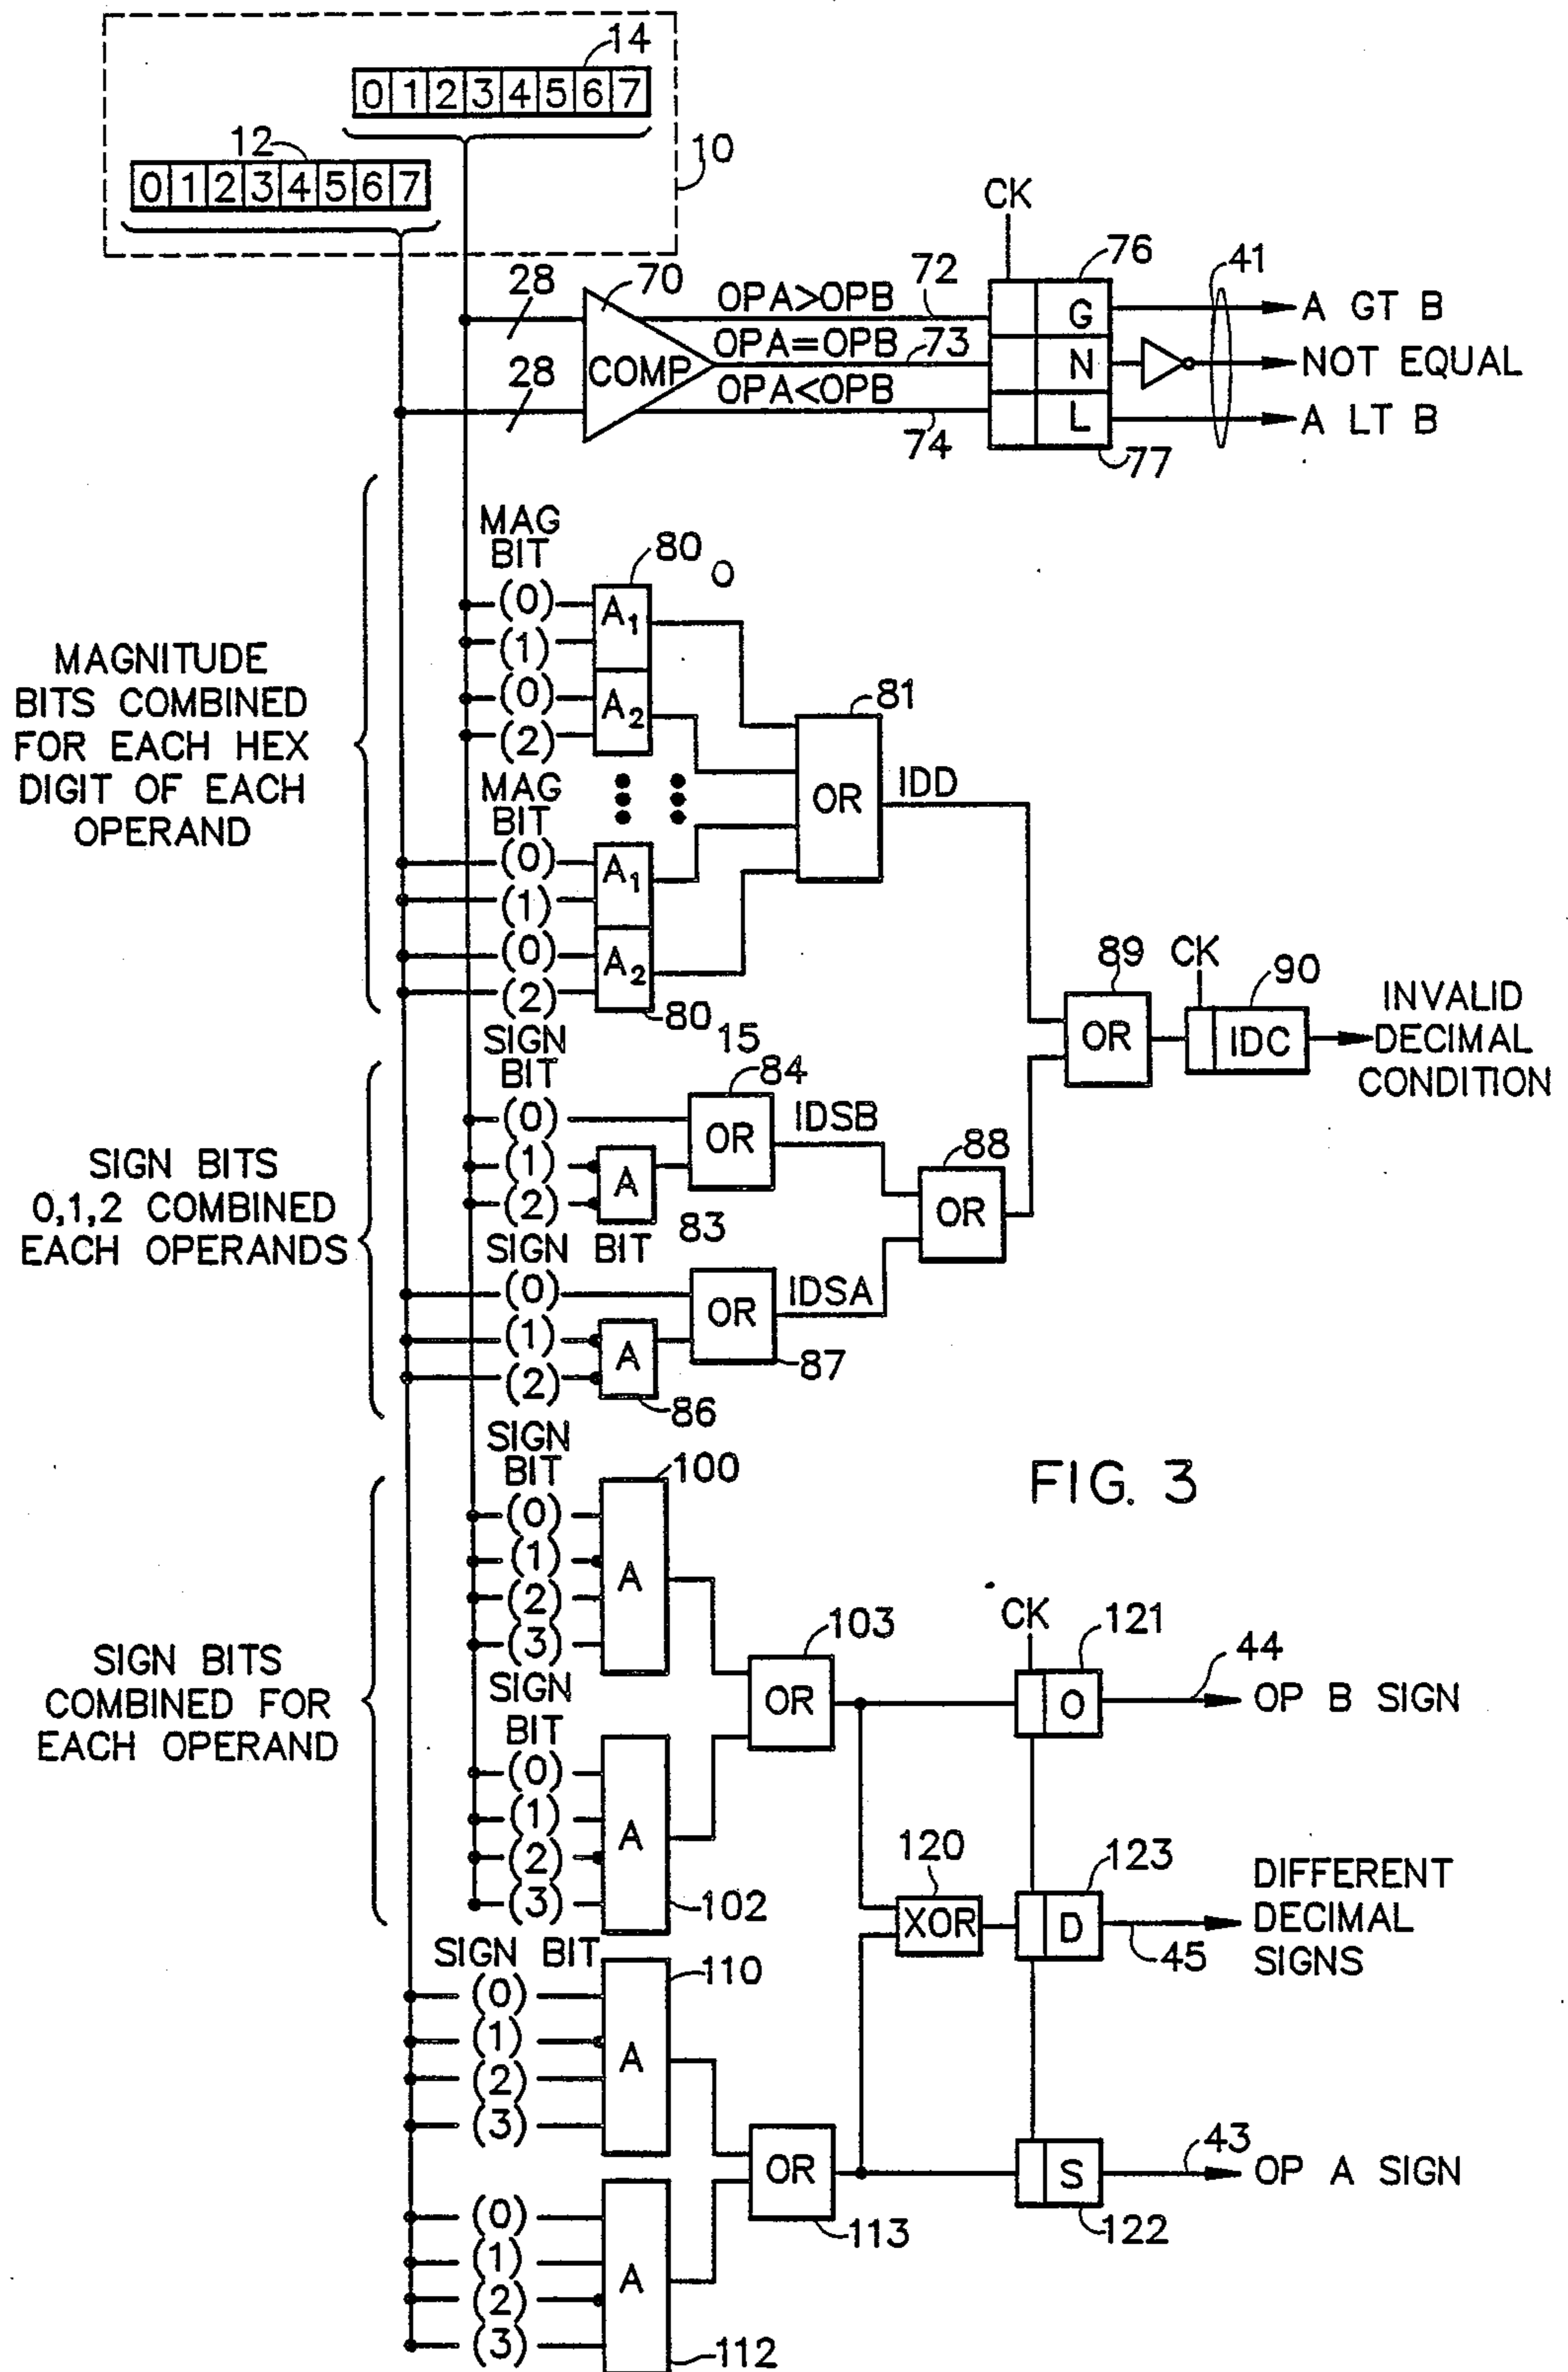 14
0 1 2 3 4 5 6 7
12
0 1 2 3 4 5 6 7
10
CK
28
70
OPA>OPB
72
76
41
G
A GT B
COMP
OPA=OPB
73
N
NOT EQUAL
28
OPA<OPB
74
L
77
A LT B
MAGNITUDE
BITS COMBINED
FOR EACH HEX
DIGIT OF EACH
OPERAND
MAG
BIT
80 0
(0)
(1)
A1
(0)
(2)
A2
81
OR
IDD
MAG
BIT
(0)
(1)
A1
(0)
(2)
A2
80 15
89
OR
CK
90
IDC
INVALID
DECIMAL
CONDITION
SIGN BITS
0,1,2 COMBINED
EACH OPERANDS
SIGN
BIT
(0)
(1)
(2)
A
83
84
OR
IDSB
88
OR
SIGN BIT
(0)
(1)
(2)
A
86
OR
87
IDSA
FIG. 3
SIGN BITS
COMBINED FOR
EACH OPERAND
SIGN
BIT
100
(0)
(1)
(2)
(3)
A
SIGN
BIT
(0)
(1)
(2)
(3)
A
102
103
OR
CK
121
O
44
OP B SIGN
120
XOR
123
D
45
DIFFERENT
DECIMAL
SIGNS
SIGN BIT
110
(0)
(1)
(2)
(3)
A
(0)
(1)
(2)
(3)
A
112
OR
113
S
122
43
OP A SIGN